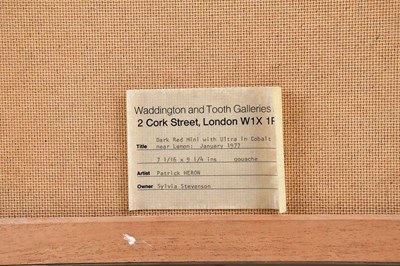 Waddington and Tooth Galleries
2 Cork Street, London W1X 1P
Dark Red Mini with Ultra in Cobalt
Title near Lemon: January 1977
7 1/16 x 9 1/4 ins gouache
Artist Patrick HERON
Owner Sylvia Stevenson